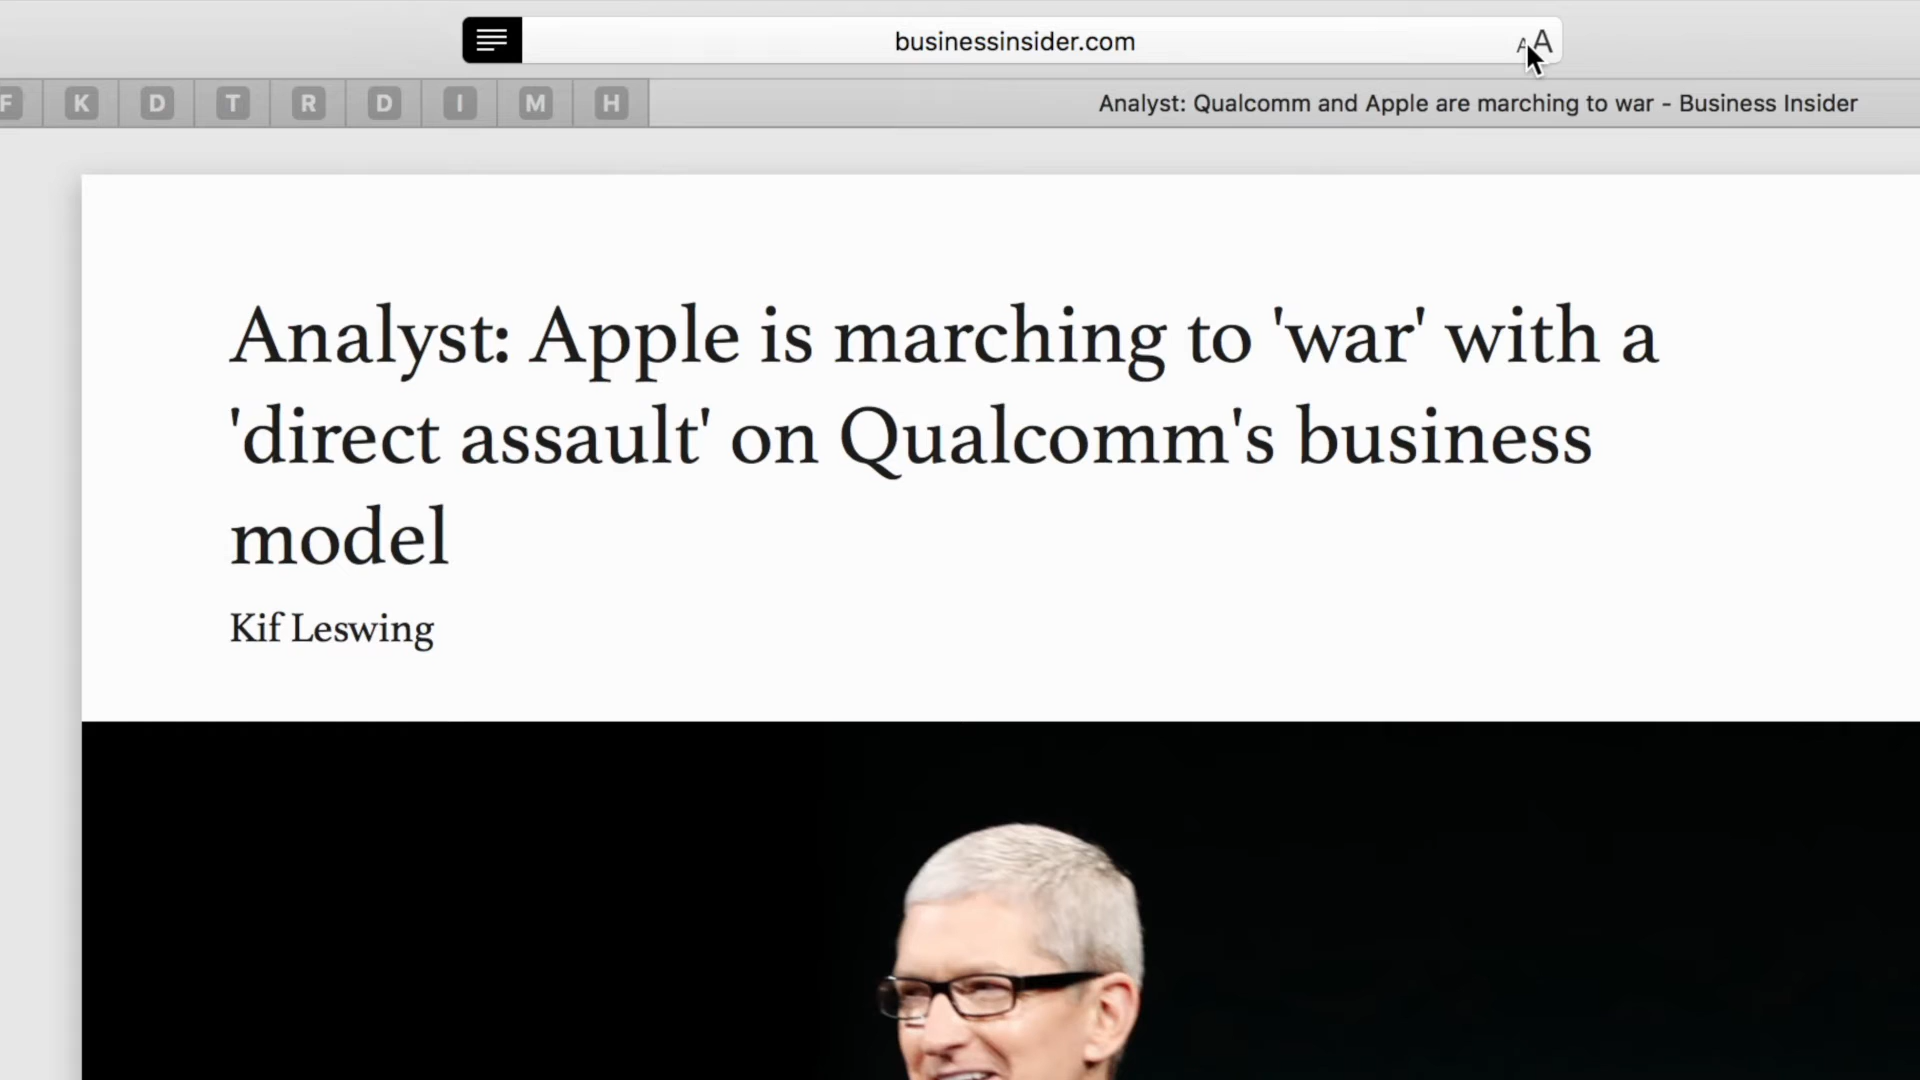 businessinsider.com
AA
F K D T R D I M H
Analyst: Qualcomm and Apple are marching to war - Business Insider
Analyst: Apple is marching to 'war' with a
'direct assault' on Qualcomm's business
model
Kif Leswing